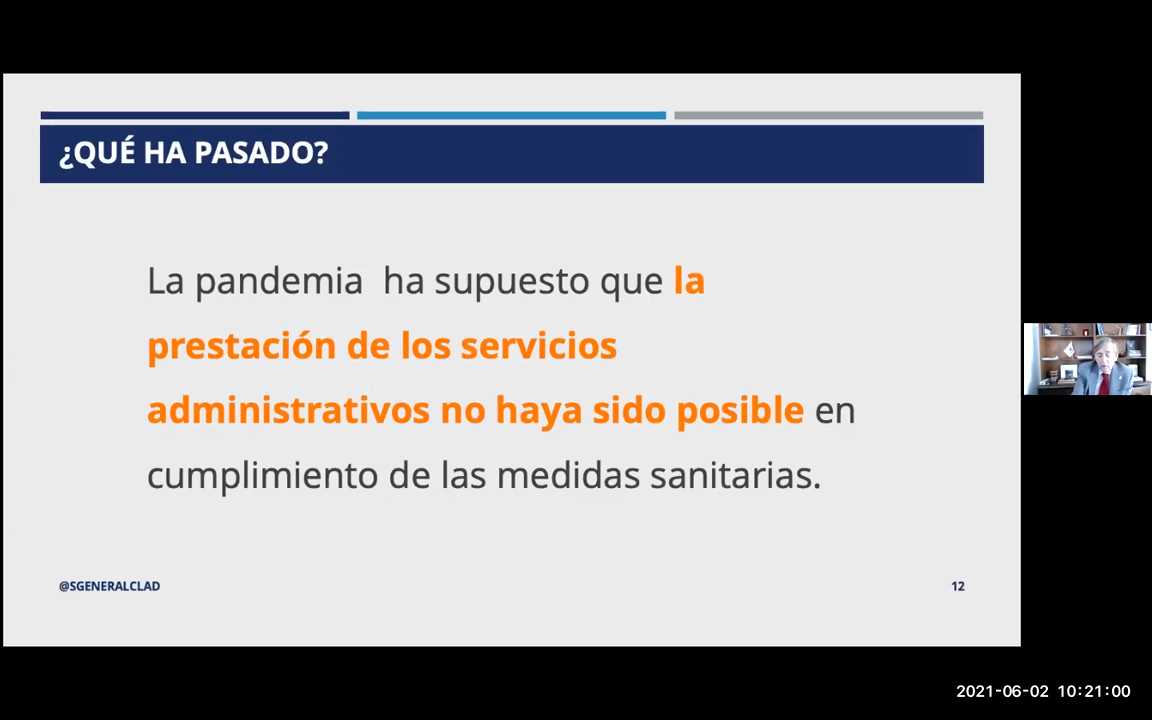 ¿QUÉ HA PASADO?
La pandemia  ha supuesto que la
prestación de los servicios
administrativos no haya sido posible en
cumplimiento de las medidas sanitarias.
@SGENERALCLAD
12
2021-06-02 10:21:00